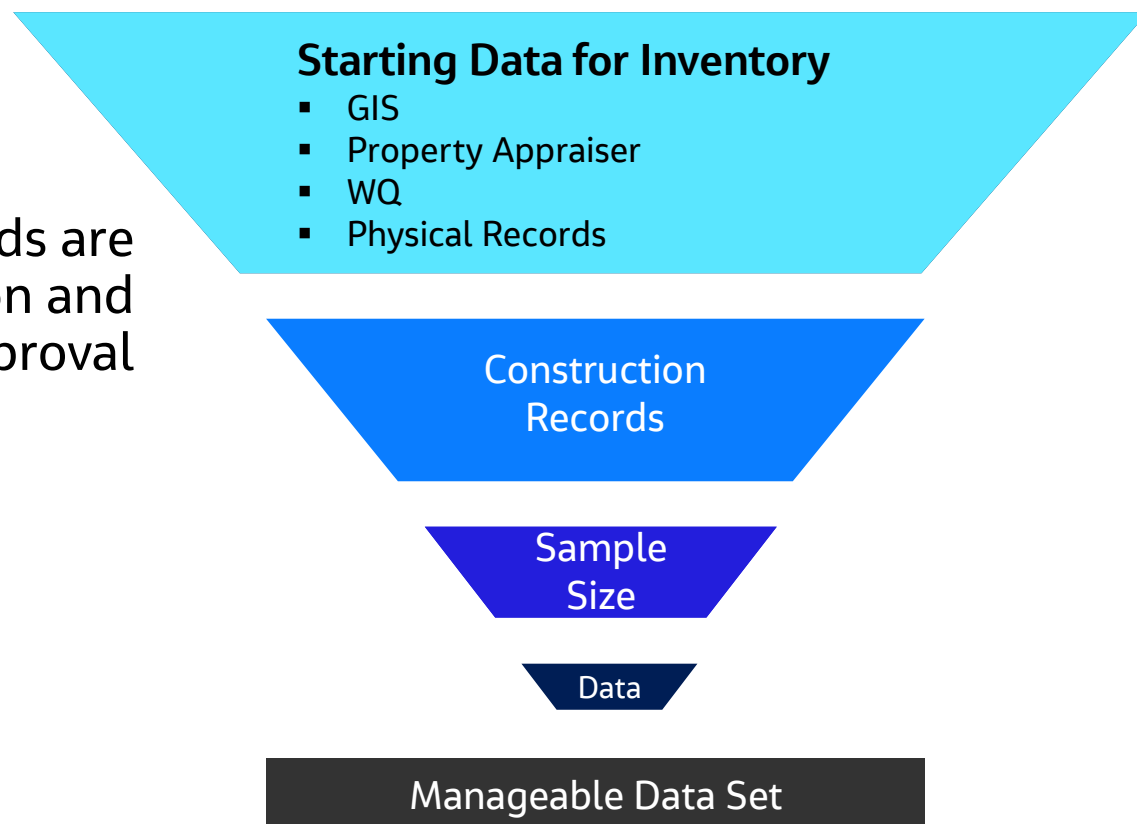 Starting Data for Inventory
▪ GIS
▪ Property Appraiser
▪ WQ
▪ Physical Records
ds are
on and
proval
Construction
Records
Sample
Size
Data
Manageable Data Set